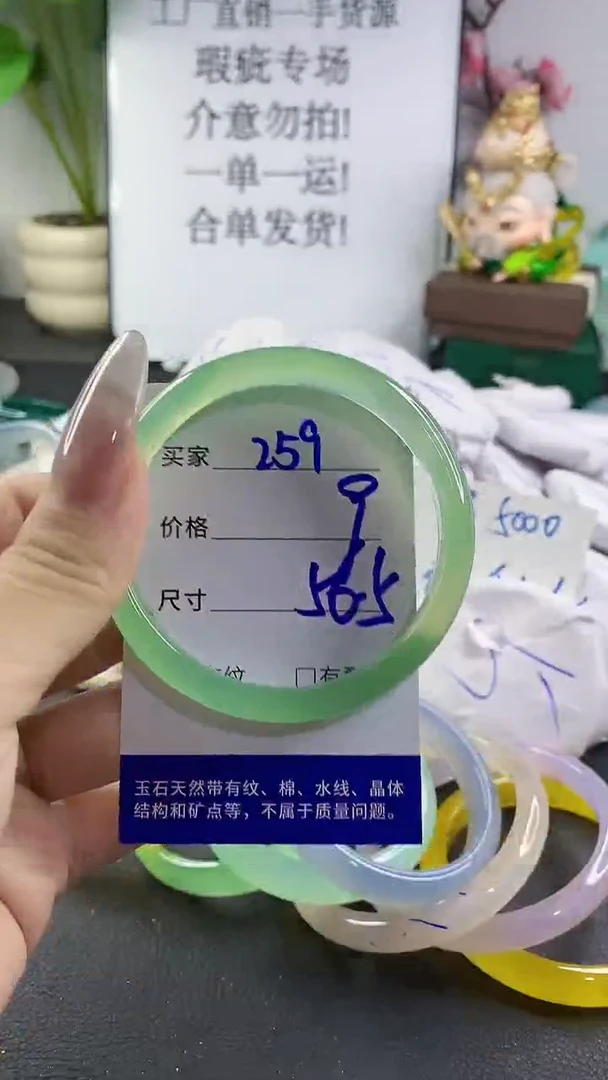 工厂直销一手货源
瑕疵专场
介意勿拍!
一单一运!
合单发货!
买家 259
价格
尺寸 56.5
5000
纹 □有
玉石天然带有纹、棉、水线、晶体
结构和矿点等，不属于质量问题。